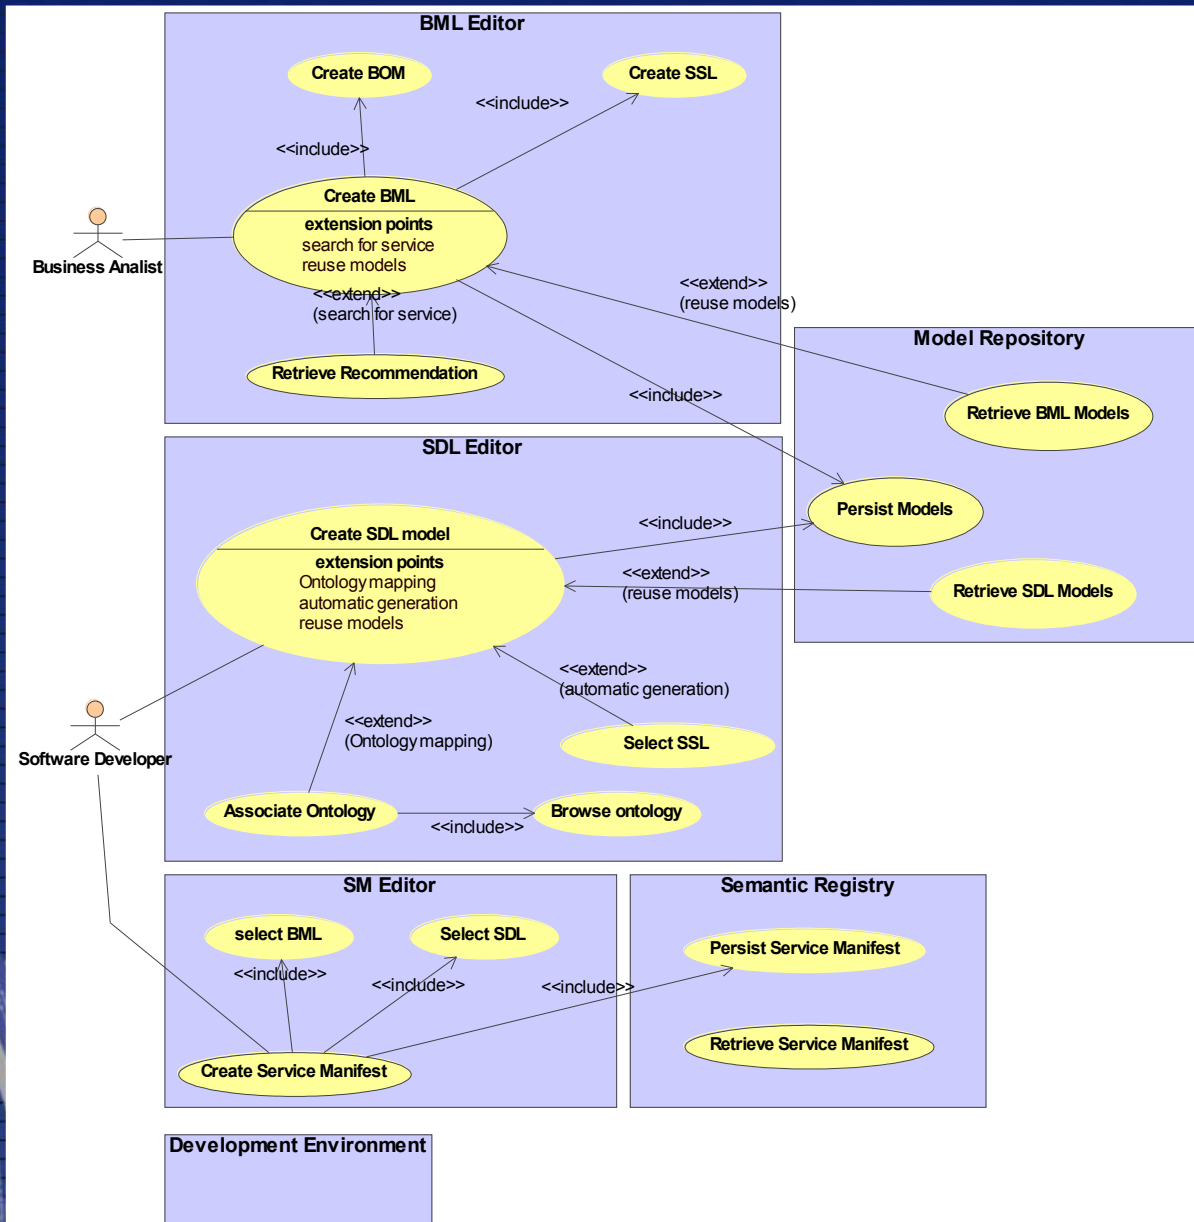 BML Editor
Create BOM
Create SSL
<<include>>
<<include>>
Create BML
extension points
search for service
reuse models
Business Analist
<<extend>>
(search for service)
<<extend>>
(reuse models)
Retrieve Recommendation
<<include>>
Model Repository
Retrieve BML Models
Persist Models
Retrieve SDL Models
SDL Editor
Create SDL model
extension points
Ontology mapping
automatic generation
reuse models
<<include>>
<<extend>>
(reuse models)
<<extend>>
(automatic generation)
<<extend>>
(Ontology mapping)
Select SSL
Software Developer
Associate Ontology
<<include>>
Browse ontology
SM Editor
select BML
Select SDL
<<include>>
<<include>>
<<include>>
Create Service Manifest
Semantic Registry
Persist Service Manifest
Retrieve Service Manifest
Development Environment